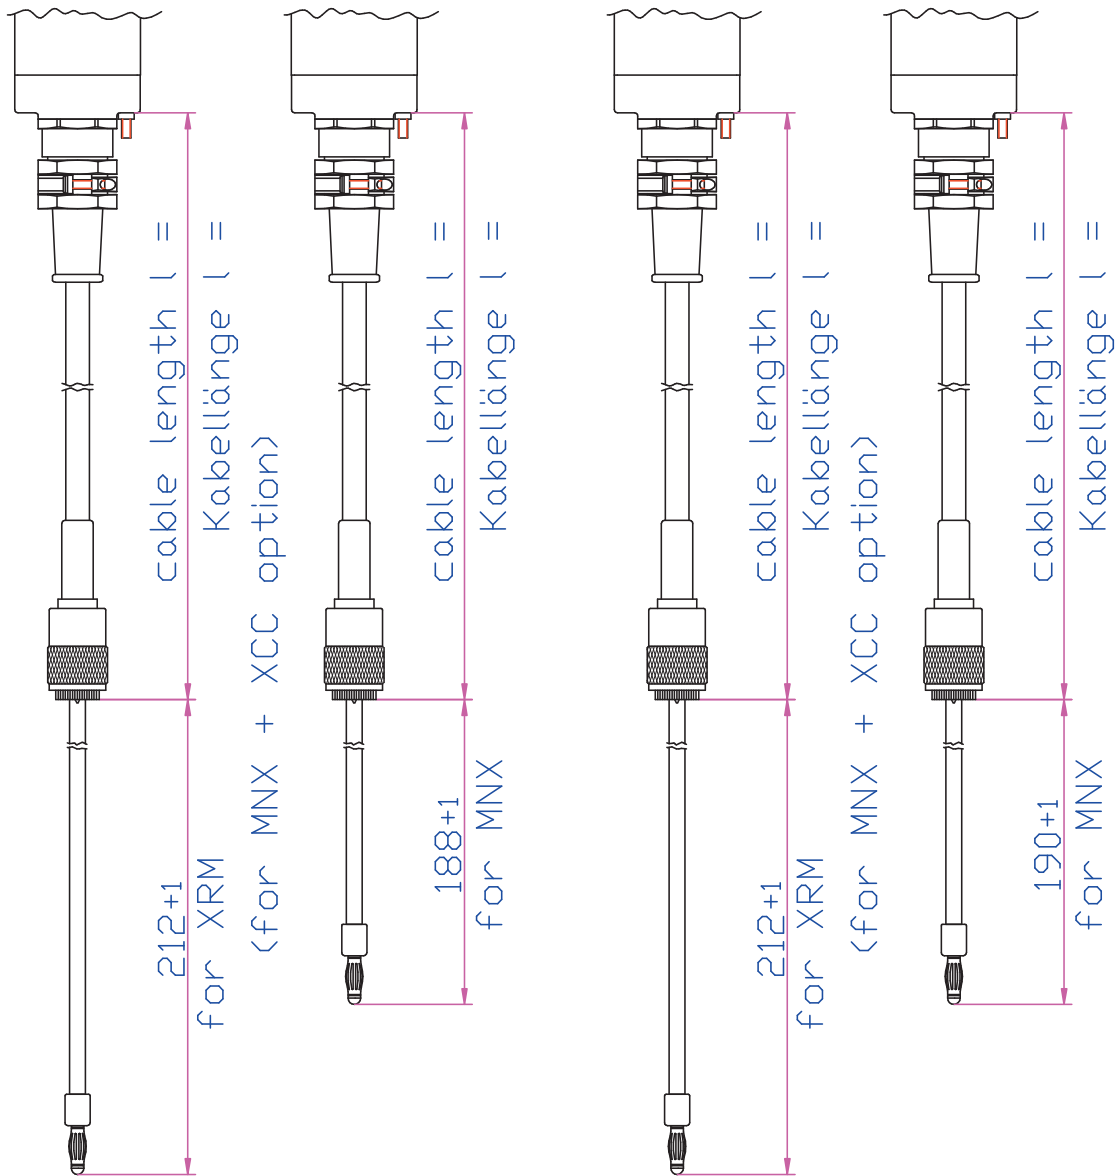 cable length l =
Kabellänge l =
212+1
for XRM
(for MNX + XCC option)
cable length l =
Kabellänge l =
188+1
for MNX
cable length l =
Kabellänge l =
212+1
for XRM
(for MNX + XCC option)
cable length l =
Kabellänge l =
190+1
for MNX